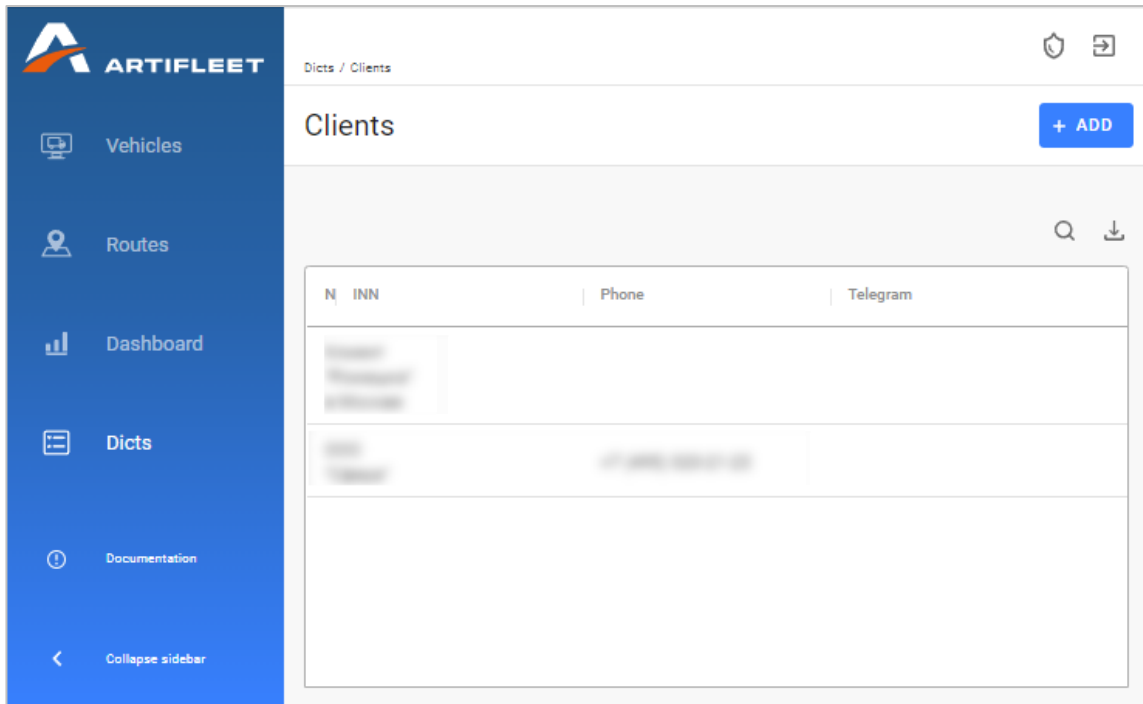 ARTIFLEET
Dicts / Clients
Clients
+ ADD
Vehicles
Routes
Dashboard
Dicts
Documentation
Collapse sidebar
N INN Phone Telegram